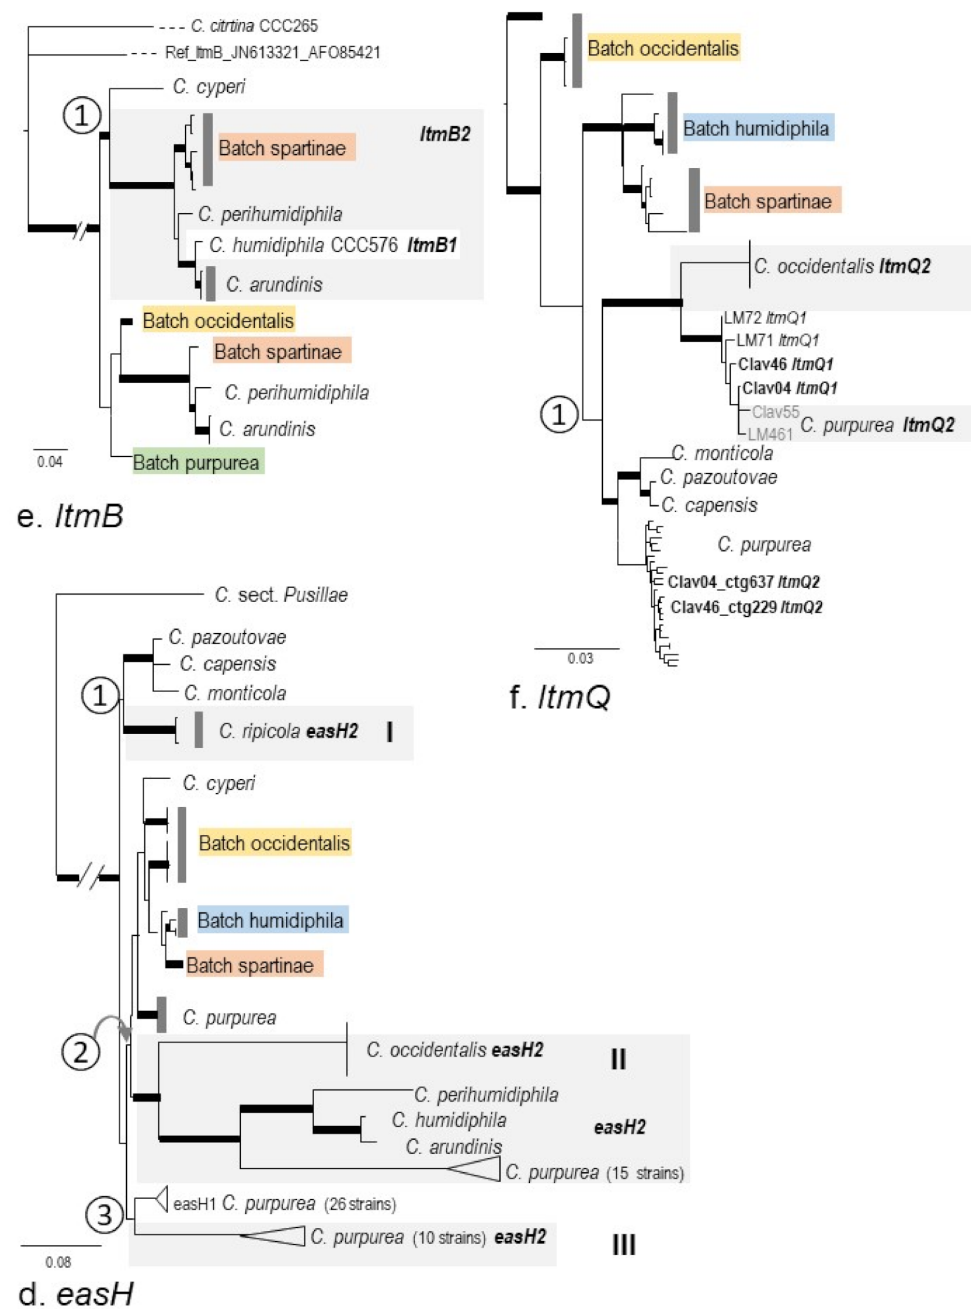 C. citrtina CCC265
Ref_ltmB_JN613321_AFO85421
C. cyperi
1
ltmB2
Batch spartinae
C. perihumidiphila
C. humidiphila CCC576 ltmB1
C. arundinis
Batch occidentalis
Batch spartinae
C. perihumidiphila
C. arundinis
Batch purpurea
0.04
e. ltmB
Batch occidentalis
Batch humidiphila
Batch spartinae
C. occidentalis ltmQ2
LM72 ltmQ1
LM71 ltmQ1
Clav46 ltmQ1
Clav04 ltmQ1
Clav55
LM461
C. purpurea ltmQ2
1
C. monticola
C. pazoutovae
C. capensis
C. purpurea
Clav04_ctg637 ltmQ2
Clav46_ctg229 ltmQ2
0.03
f. ltmQ
C. sect. Pusillae
C. pazoutovae
C. capensis
C. monticola
1
C. ripicola easH2 I
C. cyperi
Batch occidentalis
Batch humidiphila
Batch spartinae
C. purpurea
2
C. occidentalis easH2 II
C. perihumidiphila
C. humidiphila
easH2
C. arundinis
C. purpurea (15 strains)
easH1 C. purpurea (26 strains)
3
C. purpurea (10 strains) easH2 III
0.08
d. easH